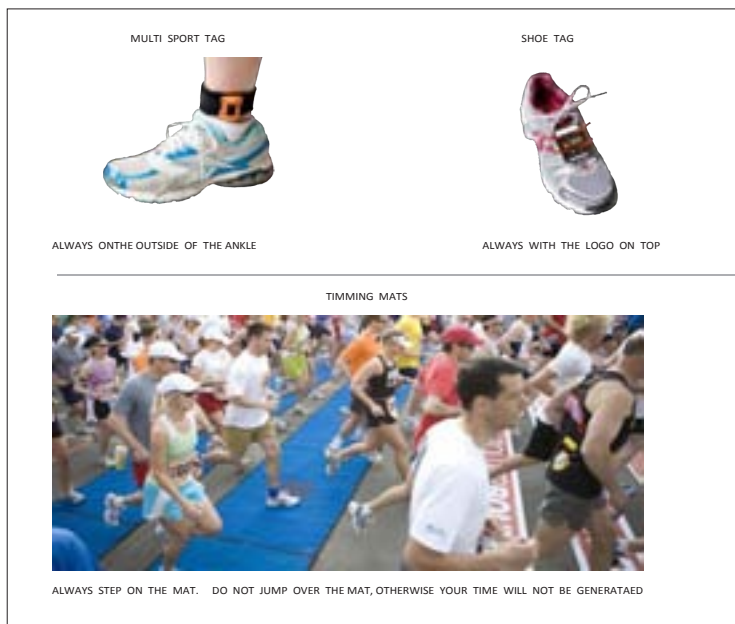 MULTI SPORT TAG
SHOE TAG
ALWAYS ONTHE OUTSIDE OF THE ANKLE
ALWAYS WITH THE LOGO ON TOP
TIMMING MATS
ALWAYS STEP ON THE MAT. DO NOT JUMP OVER THE MAT, OTHERWISE YOUR TIME WILL NOT BE GENERATAED